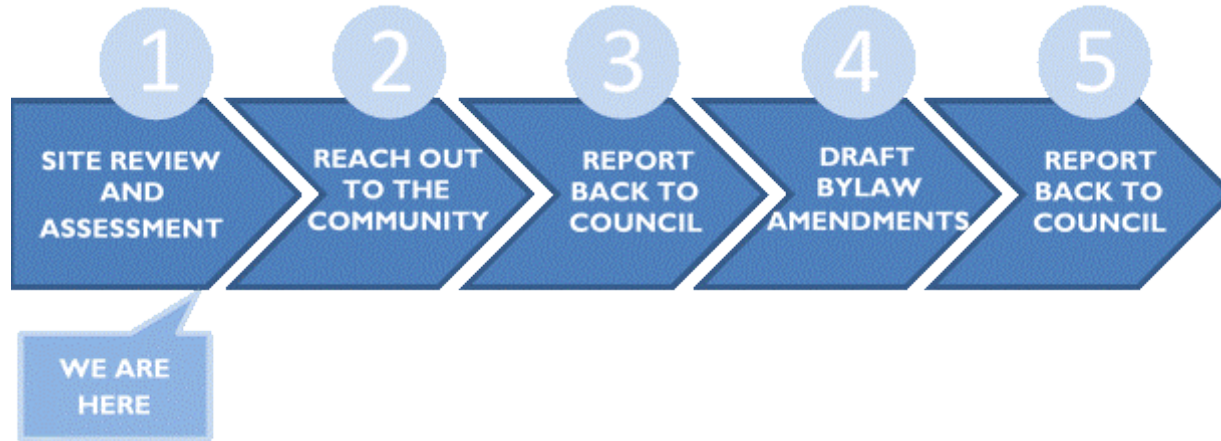 1
SITE REVIEW
AND
ASSESSMENT
2
REACH OUT
TO THE
COMMUNITY
3
REPORT
BACK TO
COUNCIL
4
DRAFT
BYLAW
AMENDMENTS
5
REPORT
BACK TO
COUNCIL
WE ARE
HERE